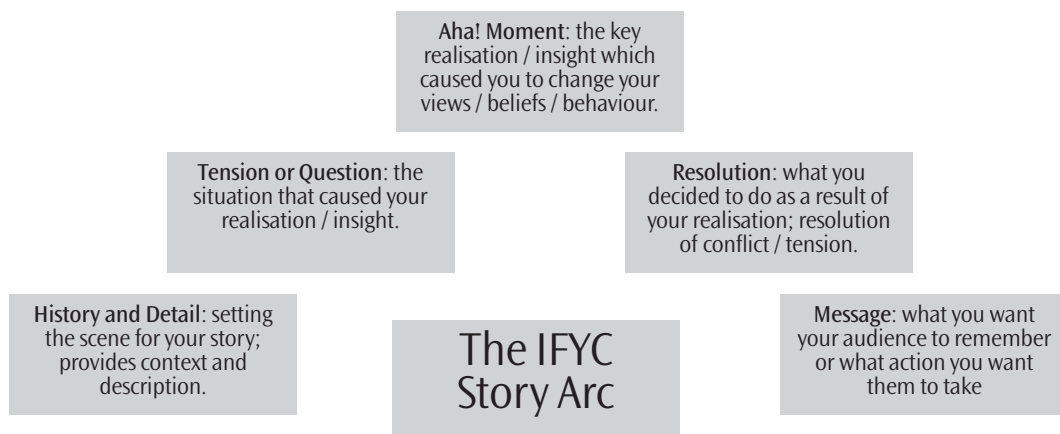 Aha! Moment: the key
realisation / insight which
caused you to change your
views / beliefs / behaviour.
Tension or Question: the
situation that caused your
realisation / insight.
Resolution: what you
decided to do as a result of
your realisation; resolution
of conflict / tension.
History and Detail: setting
the scene for your story;
provides context and
description.
The IFYC
Story Arc
Message: what you want
your audience to remember
or what action you want
them to take